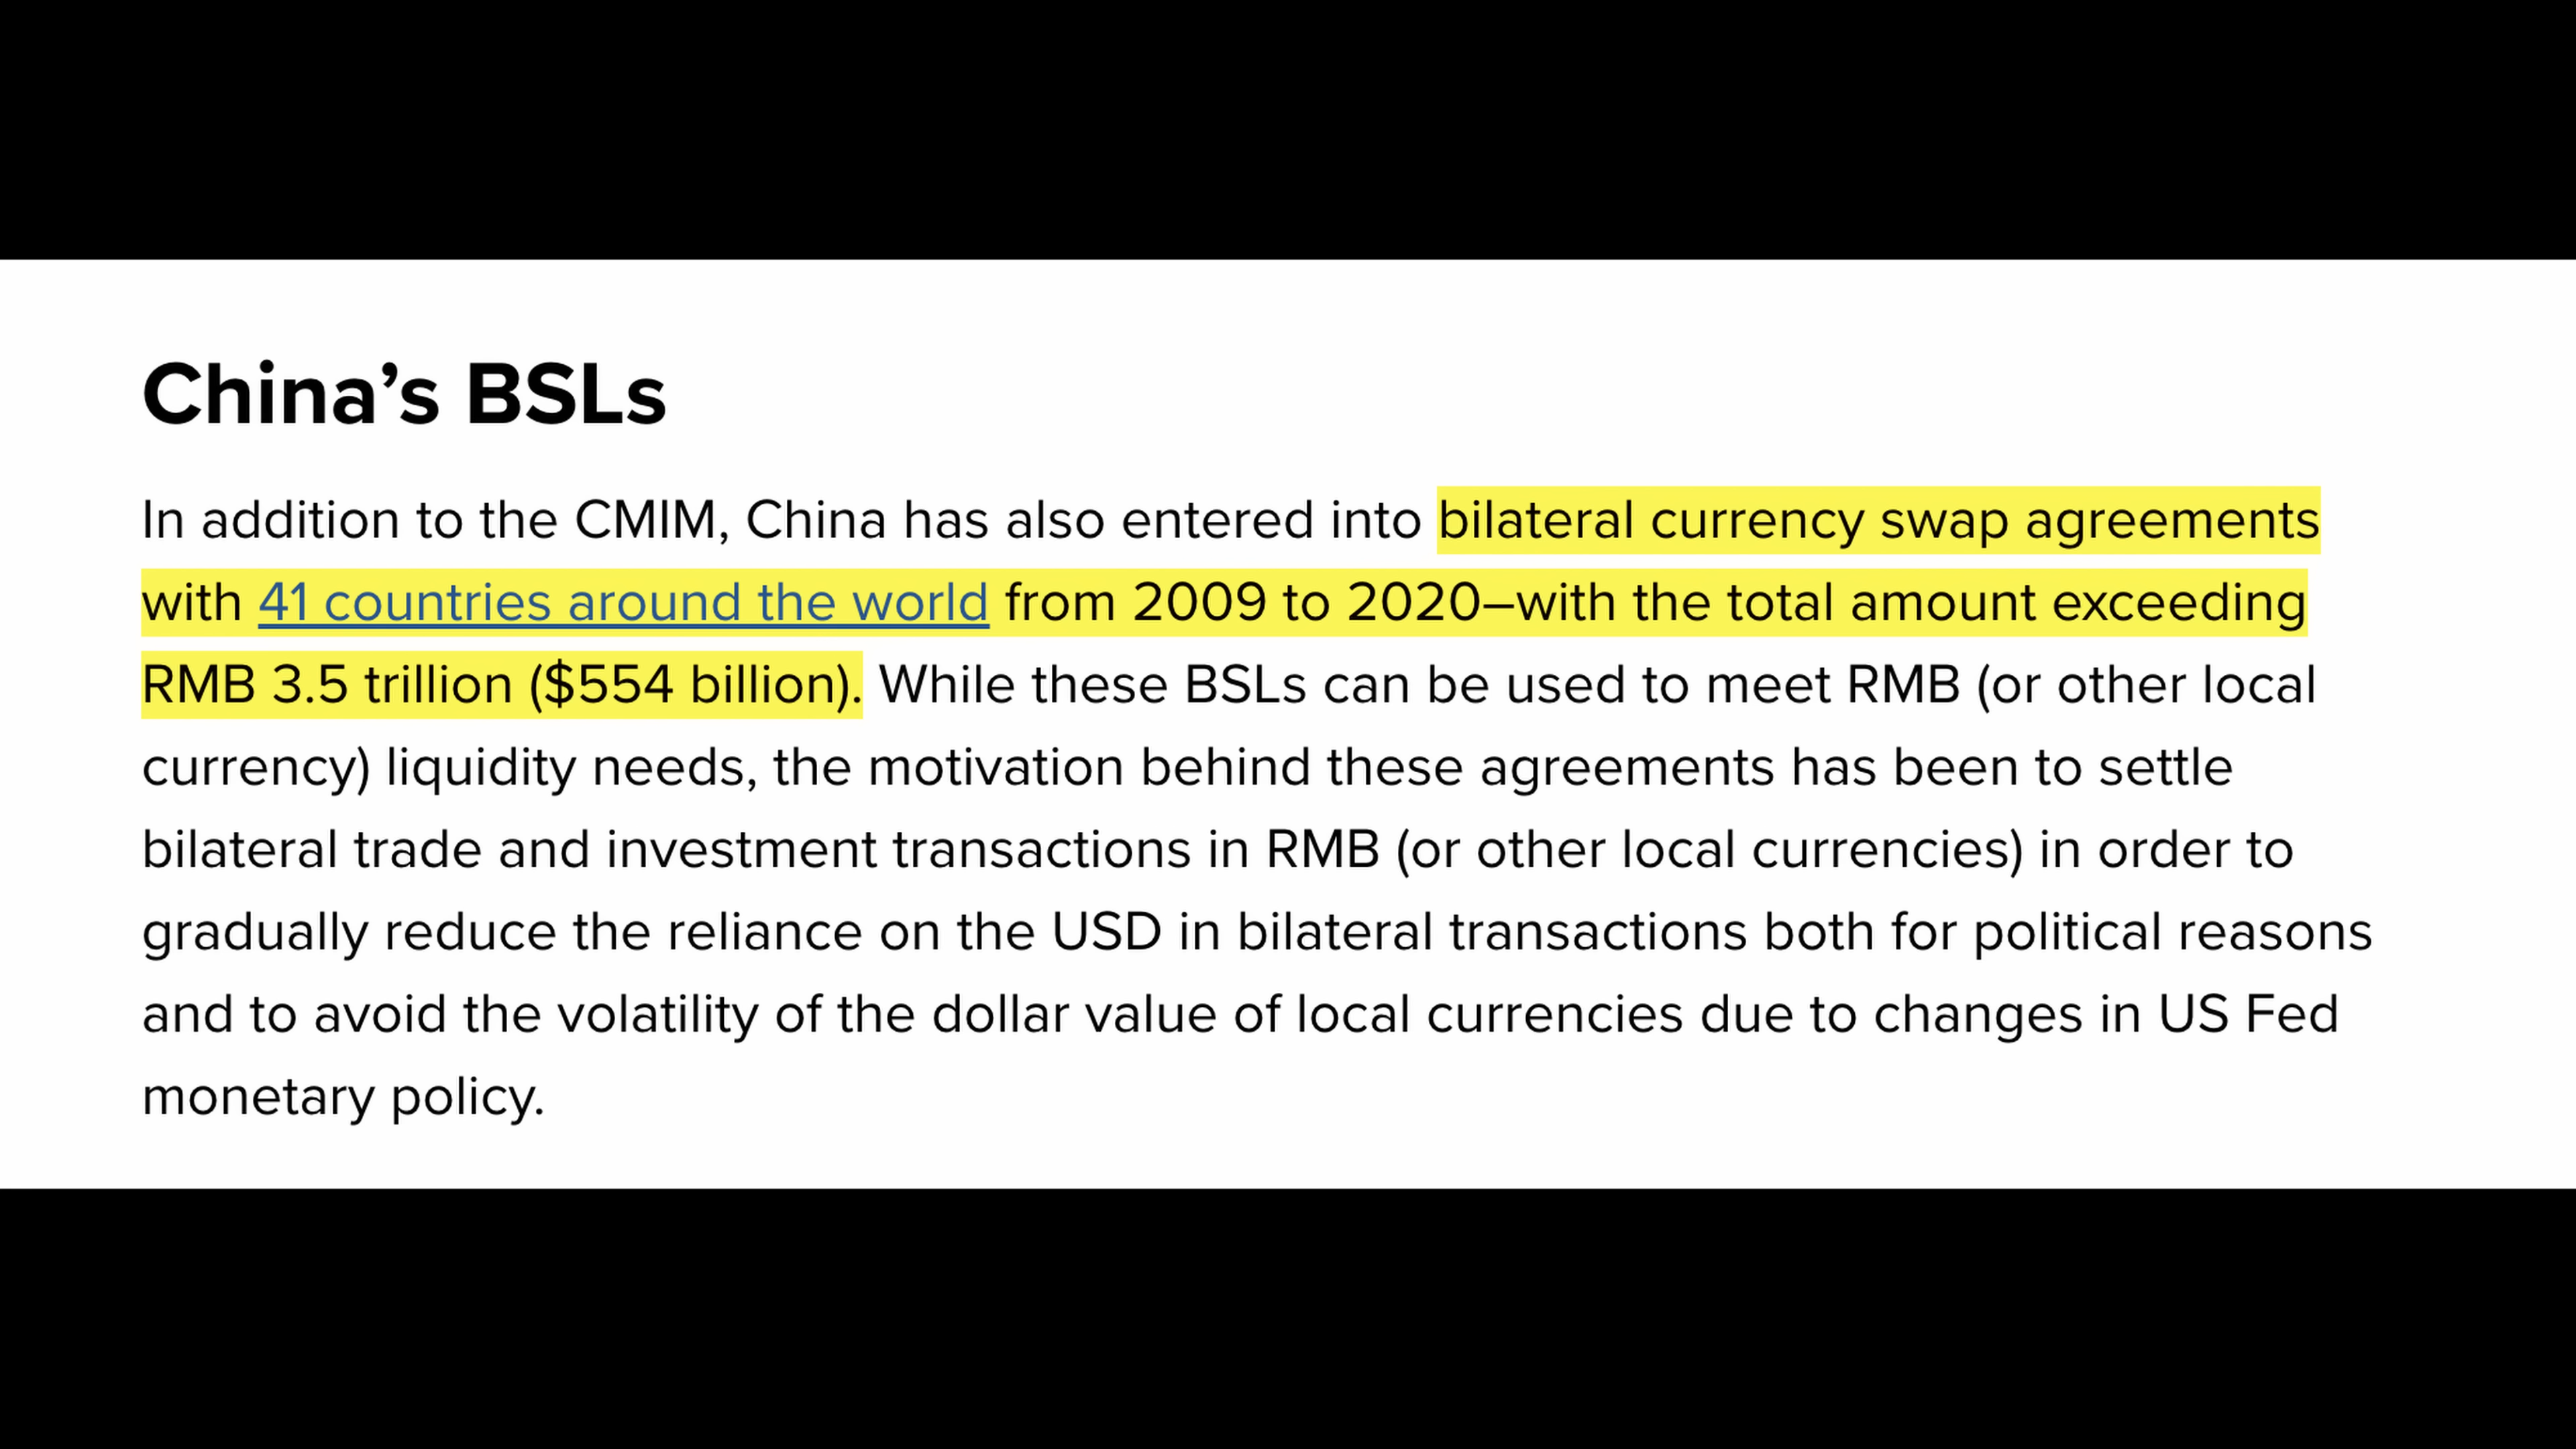 China’s BSLs
In addition to the CMIM, China has also entered into bilateral currency swap agreements
with 41 countries around the world from 2009 to 2020–with the total amount exceeding
RMB 3.5 trillion ($554 billion). While these BSLs can be used to meet RMB (or other local
currency) liquidity needs, the motivation behind these agreements has been to settle
bilateral trade and investment transactions in RMB (or other local currencies) in order to
gradually reduce the reliance on the USD in bilateral transactions both for political reasons
and to avoid the volatility of the dollar value of local currencies due to changes in US Fed
monetary policy.